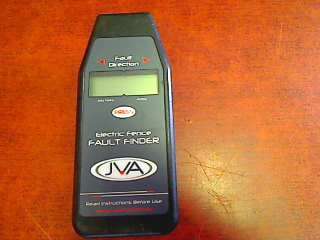 Fault
Direction
Electric Fence
FAULT FINDER
JVA
Read Instructions Before Use